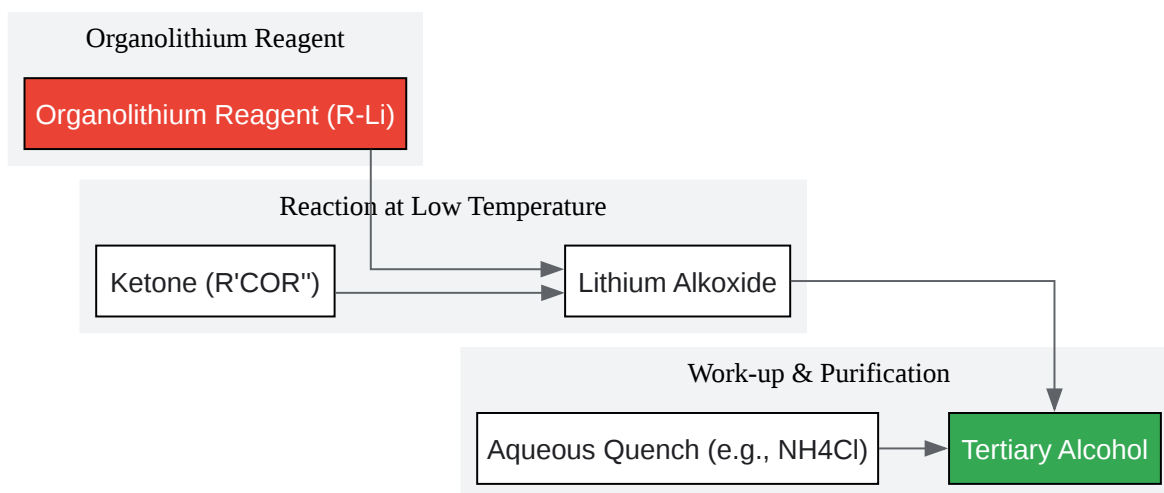 Organolithium Reagent
Organolithium Reagent (R-Li)
Reaction at Low Temperature
Ketone (R'COR")
Lithium Alkoxide
Work-up & Purification
Aqueous Quench (e.g., NH4Cl)
Tertiary Alcohol